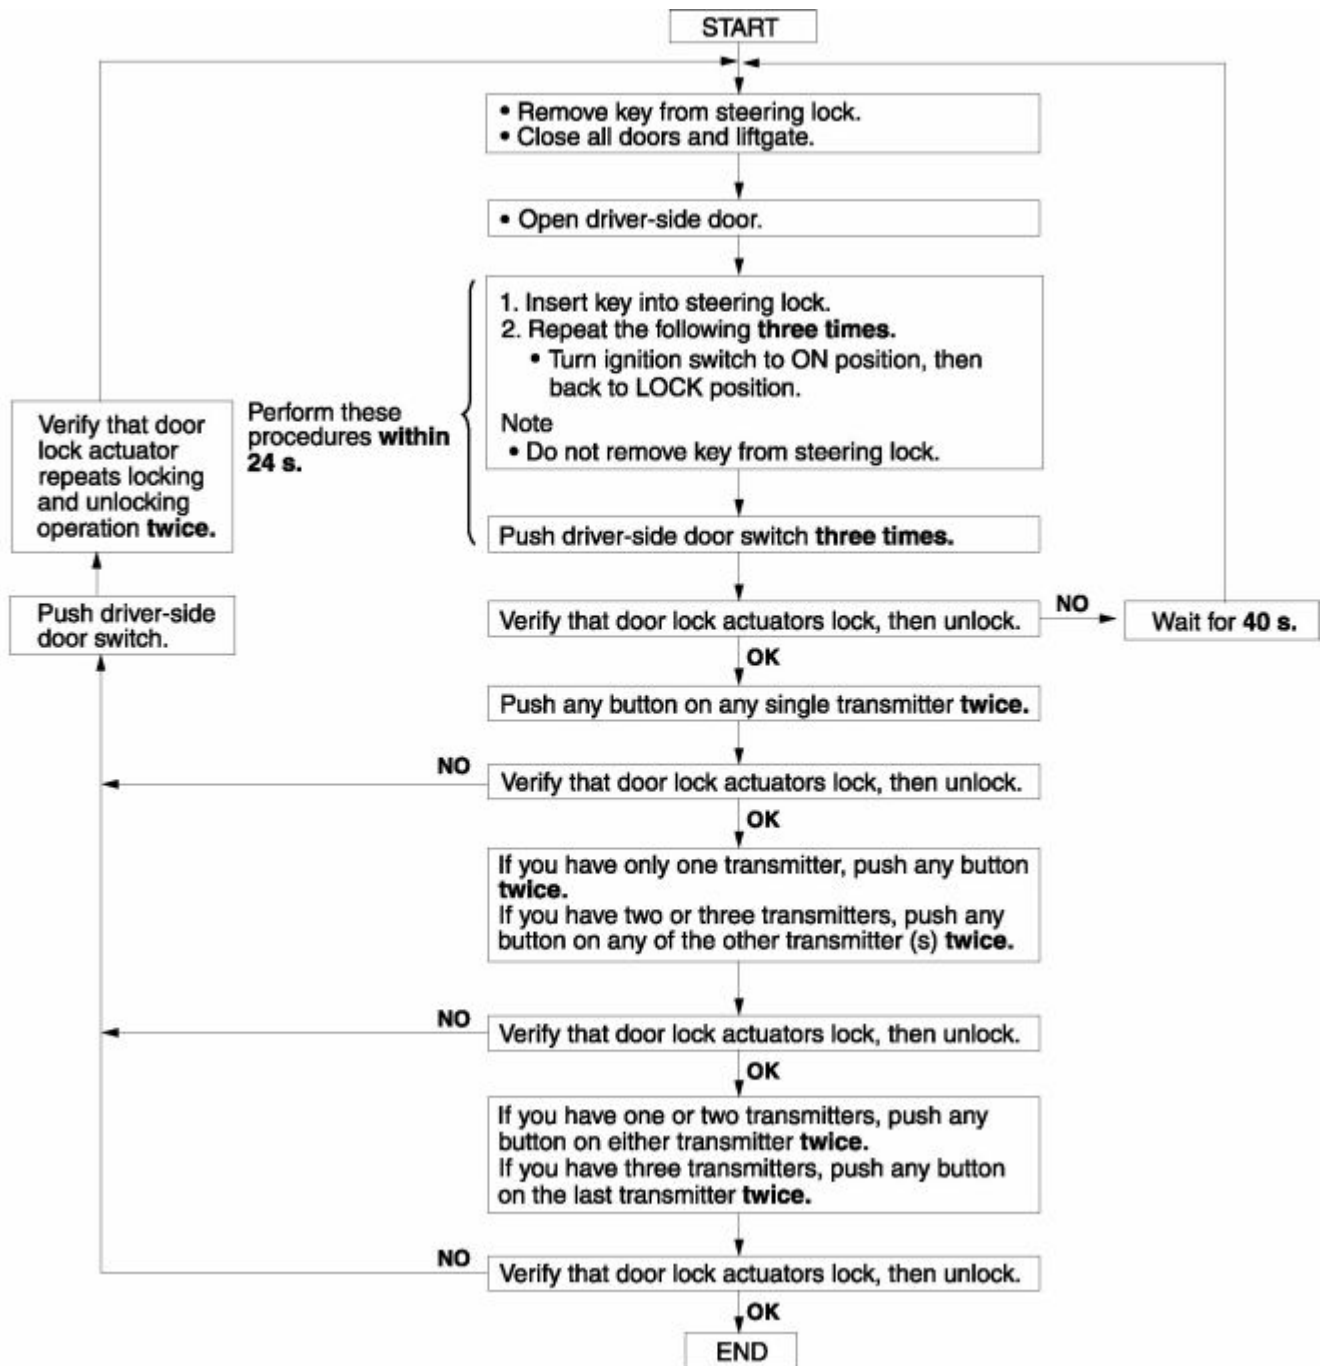 START
• Remove key from steering lock.
• Close all doors and liftgate.
• Open driver-side door.
1. Insert key into steering lock.
2. Repeat the following three times.
• Turn ignition switch to ON position, then
back to LOCK position.
Note
• Do not remove key from steering lock.
Perform these
procedures within
24 s.
Push driver-side door switch three times.
Verify that door lock actuators lock, then unlock.
NO
Wait for 40 s.
OK
Push any button on any single transmitter twice.
Verify that door lock actuators lock, then unlock.
NO
OK
If you have only one transmitter, push any button
twice.
If you have two or three transmitters, push any
button on any of the other transmitter (s) twice.
Verify that door lock actuators lock, then unlock.
NO
OK
If you have one or two transmitters, push any
button on either transmitter twice.
If you have three transmitters, push any button
on the last transmitter twice.
Verify that door lock actuators lock, then unlock.
NO
OK
END
Push driver-side
door switch.
Verify that door
lock actuator
repeats locking
and unlocking
operation twice.